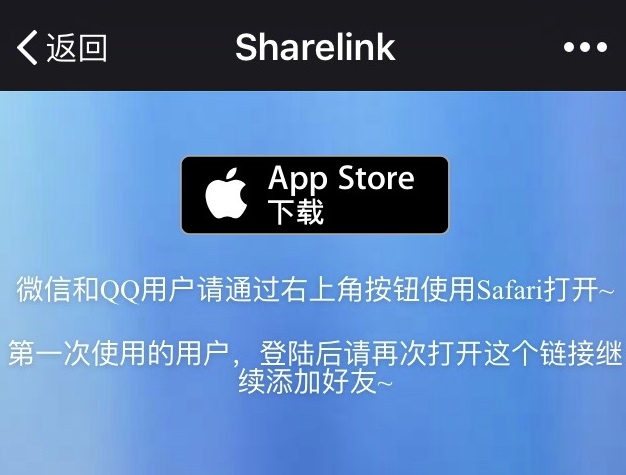 返回
Sharelink
App Store
下载
微信和QQ用户请通过右上角按钮使用Safari打开~
第一次使用的用户，登陆后请再次打开这个链接继
续添加好友~